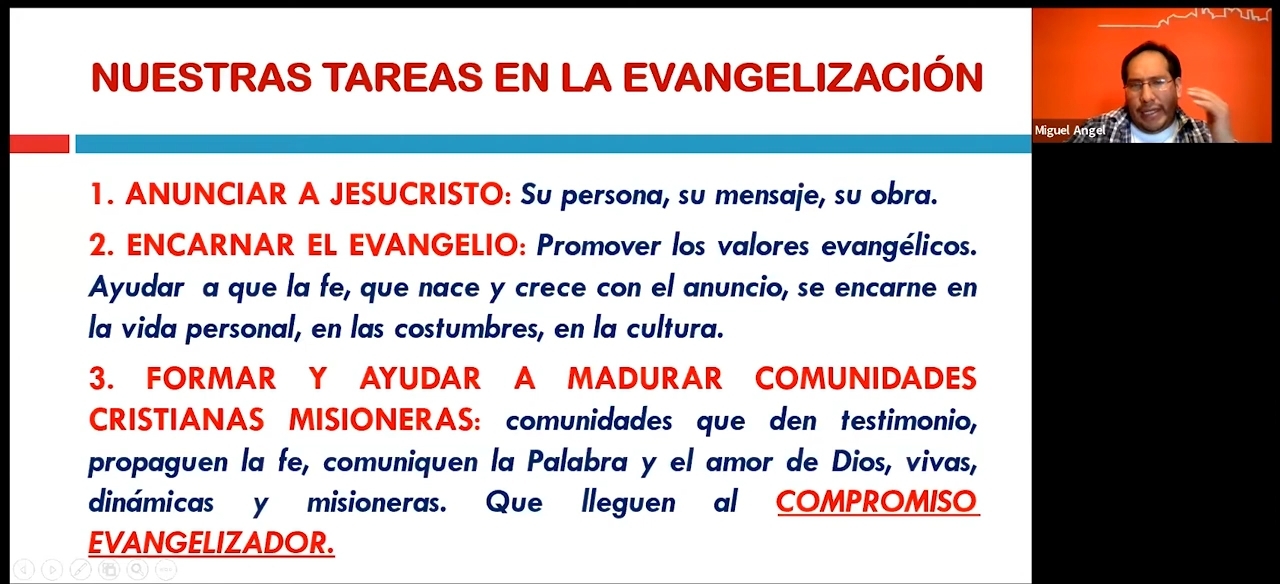 NUESTRAS TAREAS EN LA EVANGELIZACIÓN
Miguel Angel
1. ANUNCIAR A JESUCRISTO: Su persona, su mensaje, su obra.
2. ENCARNAR EL EVANGELIO: Promover los valores evangélicos.
Ayudar a que la fe, que nace y crece con el anuncio, se encarne en
la vida personal, en las costumbres, en la cultura.
3. FORMAR Y AYUDAR A MADURAR COMUNIDADES
CRISTIANAS MISIONERAS: comunidades que den testimonio,
propaguen la fe, comuniquen la Palabra y el amor de Dios, vivas,
dinámicas y misioneras. Que lleguen al COMPROMISO
EVANGELIZADOR.